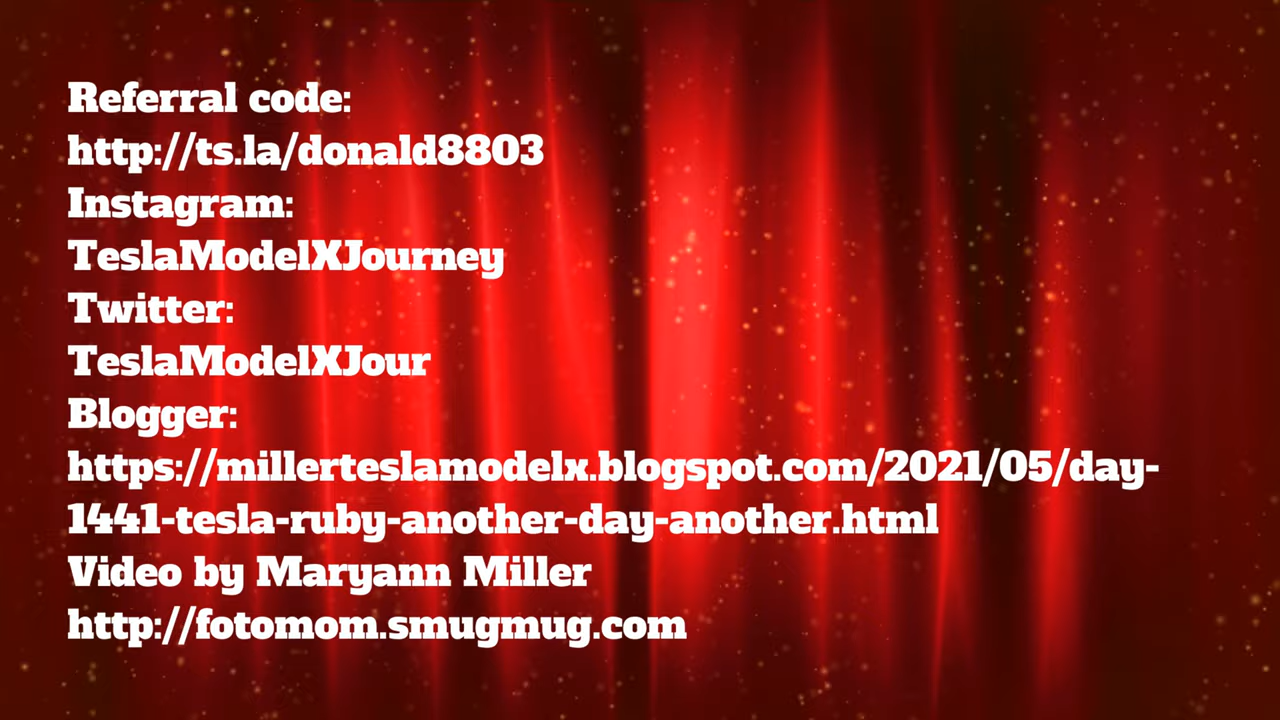 Referral code:
http://ts.la/donald8803
Instagram:
TeslaModelXJourney
Twitter:
TeslaModelXJour
Blogger:
https://millerteslamodelx.blogspot.com/2021/05/day-
1441-tesla-ruby-another-day-another.html
Video by Maryann Miller
http://fotomom.smugmug.com